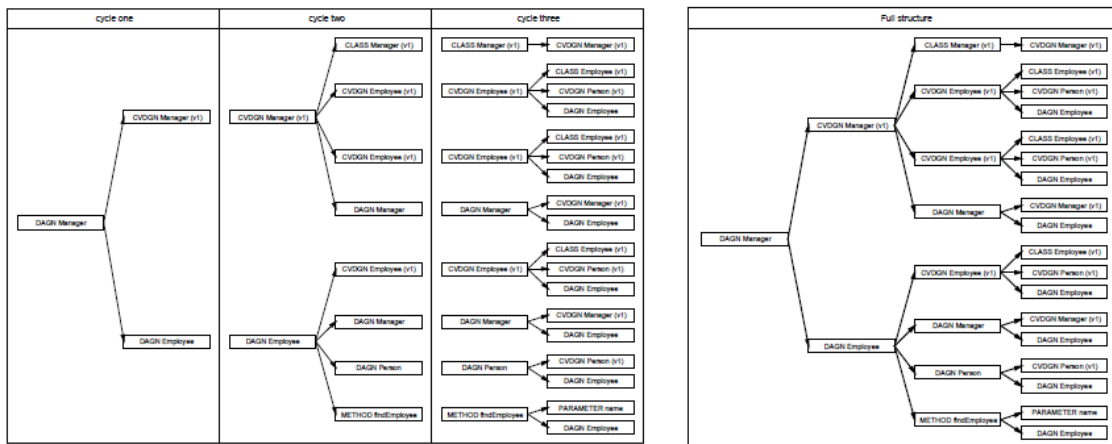 cycle one
cycle two
cycle three
Full structure
DAGN Manager
CVDGN Manager (v1)
DAGN Employee
CVDGN Manager (v1)
CLASS Manager (v1)
CVDGN Employee (v1)
CVDGN Employee (v1)
DAGN Manager
DAGN Employee
CVDGN Employee (v1)
DAGN Manager
DAGN Person
METHOD findEmployee
CLASS Manager (v1)
CVDGN Manager (v1)
CVDGN Employee (v1)
CLASS Employee (v1)
CVDGN Person (v1)
DAGN Employee
CVDGN Employee (v1)
CLASS Employee (v1)
CVDGN Person (v1)
DAGN Employee
DAGN Manager
CVDGN Manager (v1)
DAGN Employee
CVDGN Employee (v1)
CLASS Employee (v1)
CVDGN Person (v1)
DAGN Employee
DAGN Manager
CVDGN Manager (v1)
DAGN Employee
DAGN Person
CVDGN Person (v1)
DAGN Employee
METHOD findEmployee
PARAMETER name
DAGN Employee
DAGN Manager
CVDGN Manager (v1)
CLASS Manager (v1)
CVDGN Manager (v1)
CVDGN Employee (v1)
CLASS Employee (v1)
CVDGN Person (v1)
DAGN Employee
CVDGN Employee (v1)
CLASS Employee (v1)
CVDGN Person (v1)
DAGN Employee
DAGN Manager
CVDGN Manager (v1)
DAGN Employee
DAGN Employee
CVDGN Employee (v1)
CLASS Employee (v1)
CVDGN Person (v1)
DAGN Employee
DAGN Manager
CVDGN Manager (v1)
DAGN Employee
DAGN Person
CVDGN Person (v1)
DAGN Employee
METHOD findEmployee
PARAMETER name
DAGN Employee